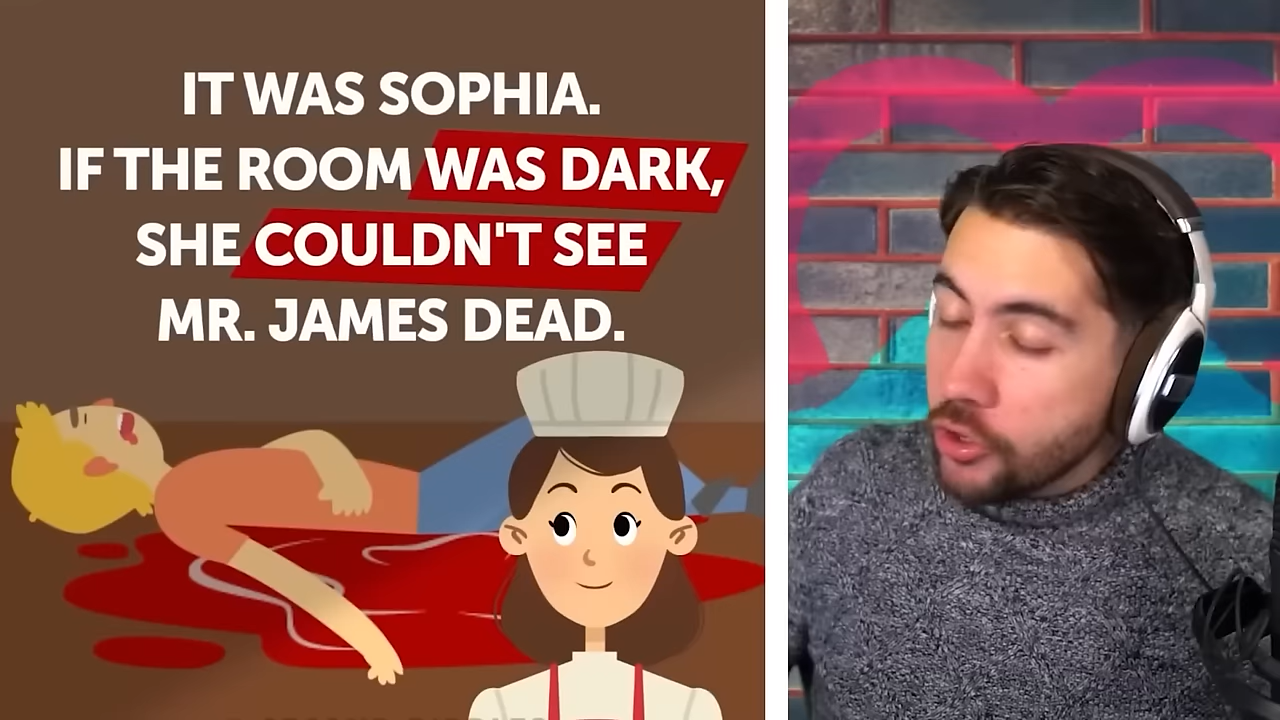 IT WAS SOPHIA.
IF THE ROOM WAS DARK,
SHE COULDN'T SEE
MR. JAMES DEAD.